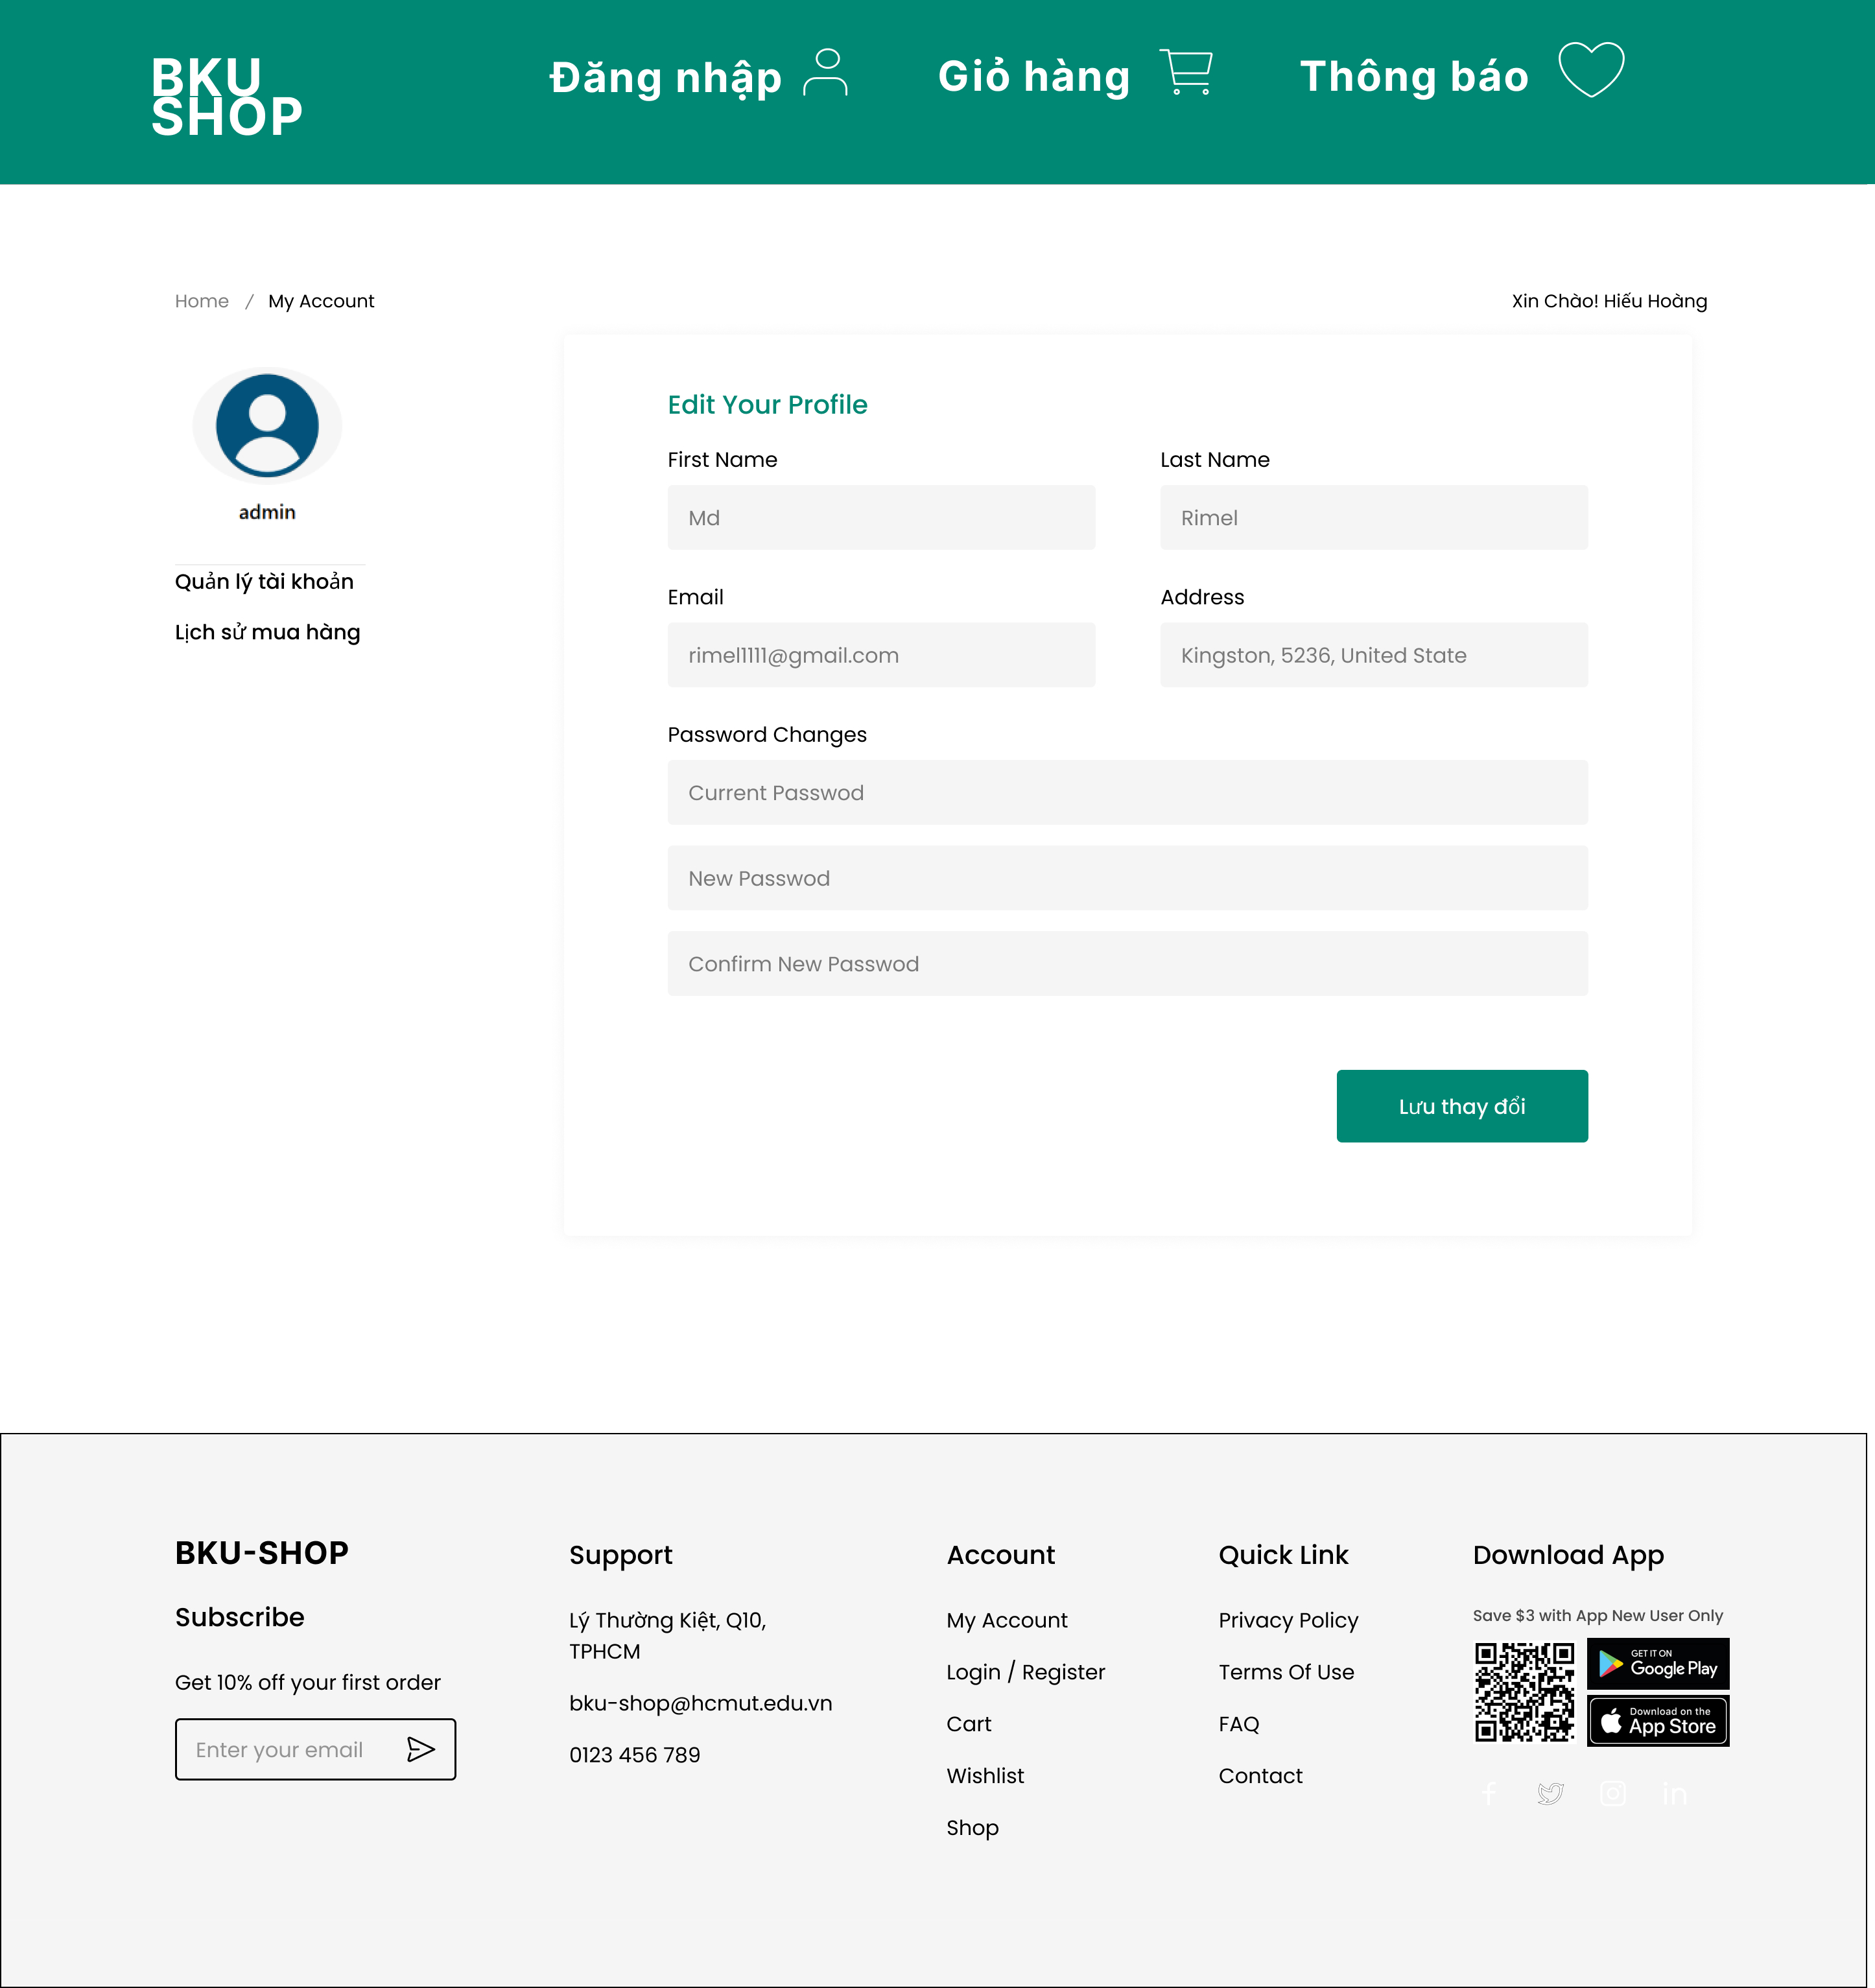 BKU
SHOP
Đăng nhập
Giỏ hàng
Thông báo
Home / My Account
Xin Chào! Hiếu Hoàng
admin
Quản lý tài khoản
Lịch sử mua hàng
Edit Your Profile
First Name
Last Name
Md
Rimel
Email
Address
rimel1111@gmail.com
Kingston, 5236, United State
Password Changes
Current Passwod
New Passwod
Confirm New Passwod
Lưu thay đổi
BKU-SHOP
Subscribe
Get 10% off your first order
Enter your email
Support
Lý Thường Kiệt, Q10,
TPHCM
bku-shop@hcmut.edu.vn
0123 456 789
Account
My Account
Login / Register
Cart
Wishlist
Shop
Quick Link
Privacy Policy
Terms Of Use
FAQ
Contact
Download App
Save $3 with App New User Only
GET IT ON
Google Play
Download on the
App Store